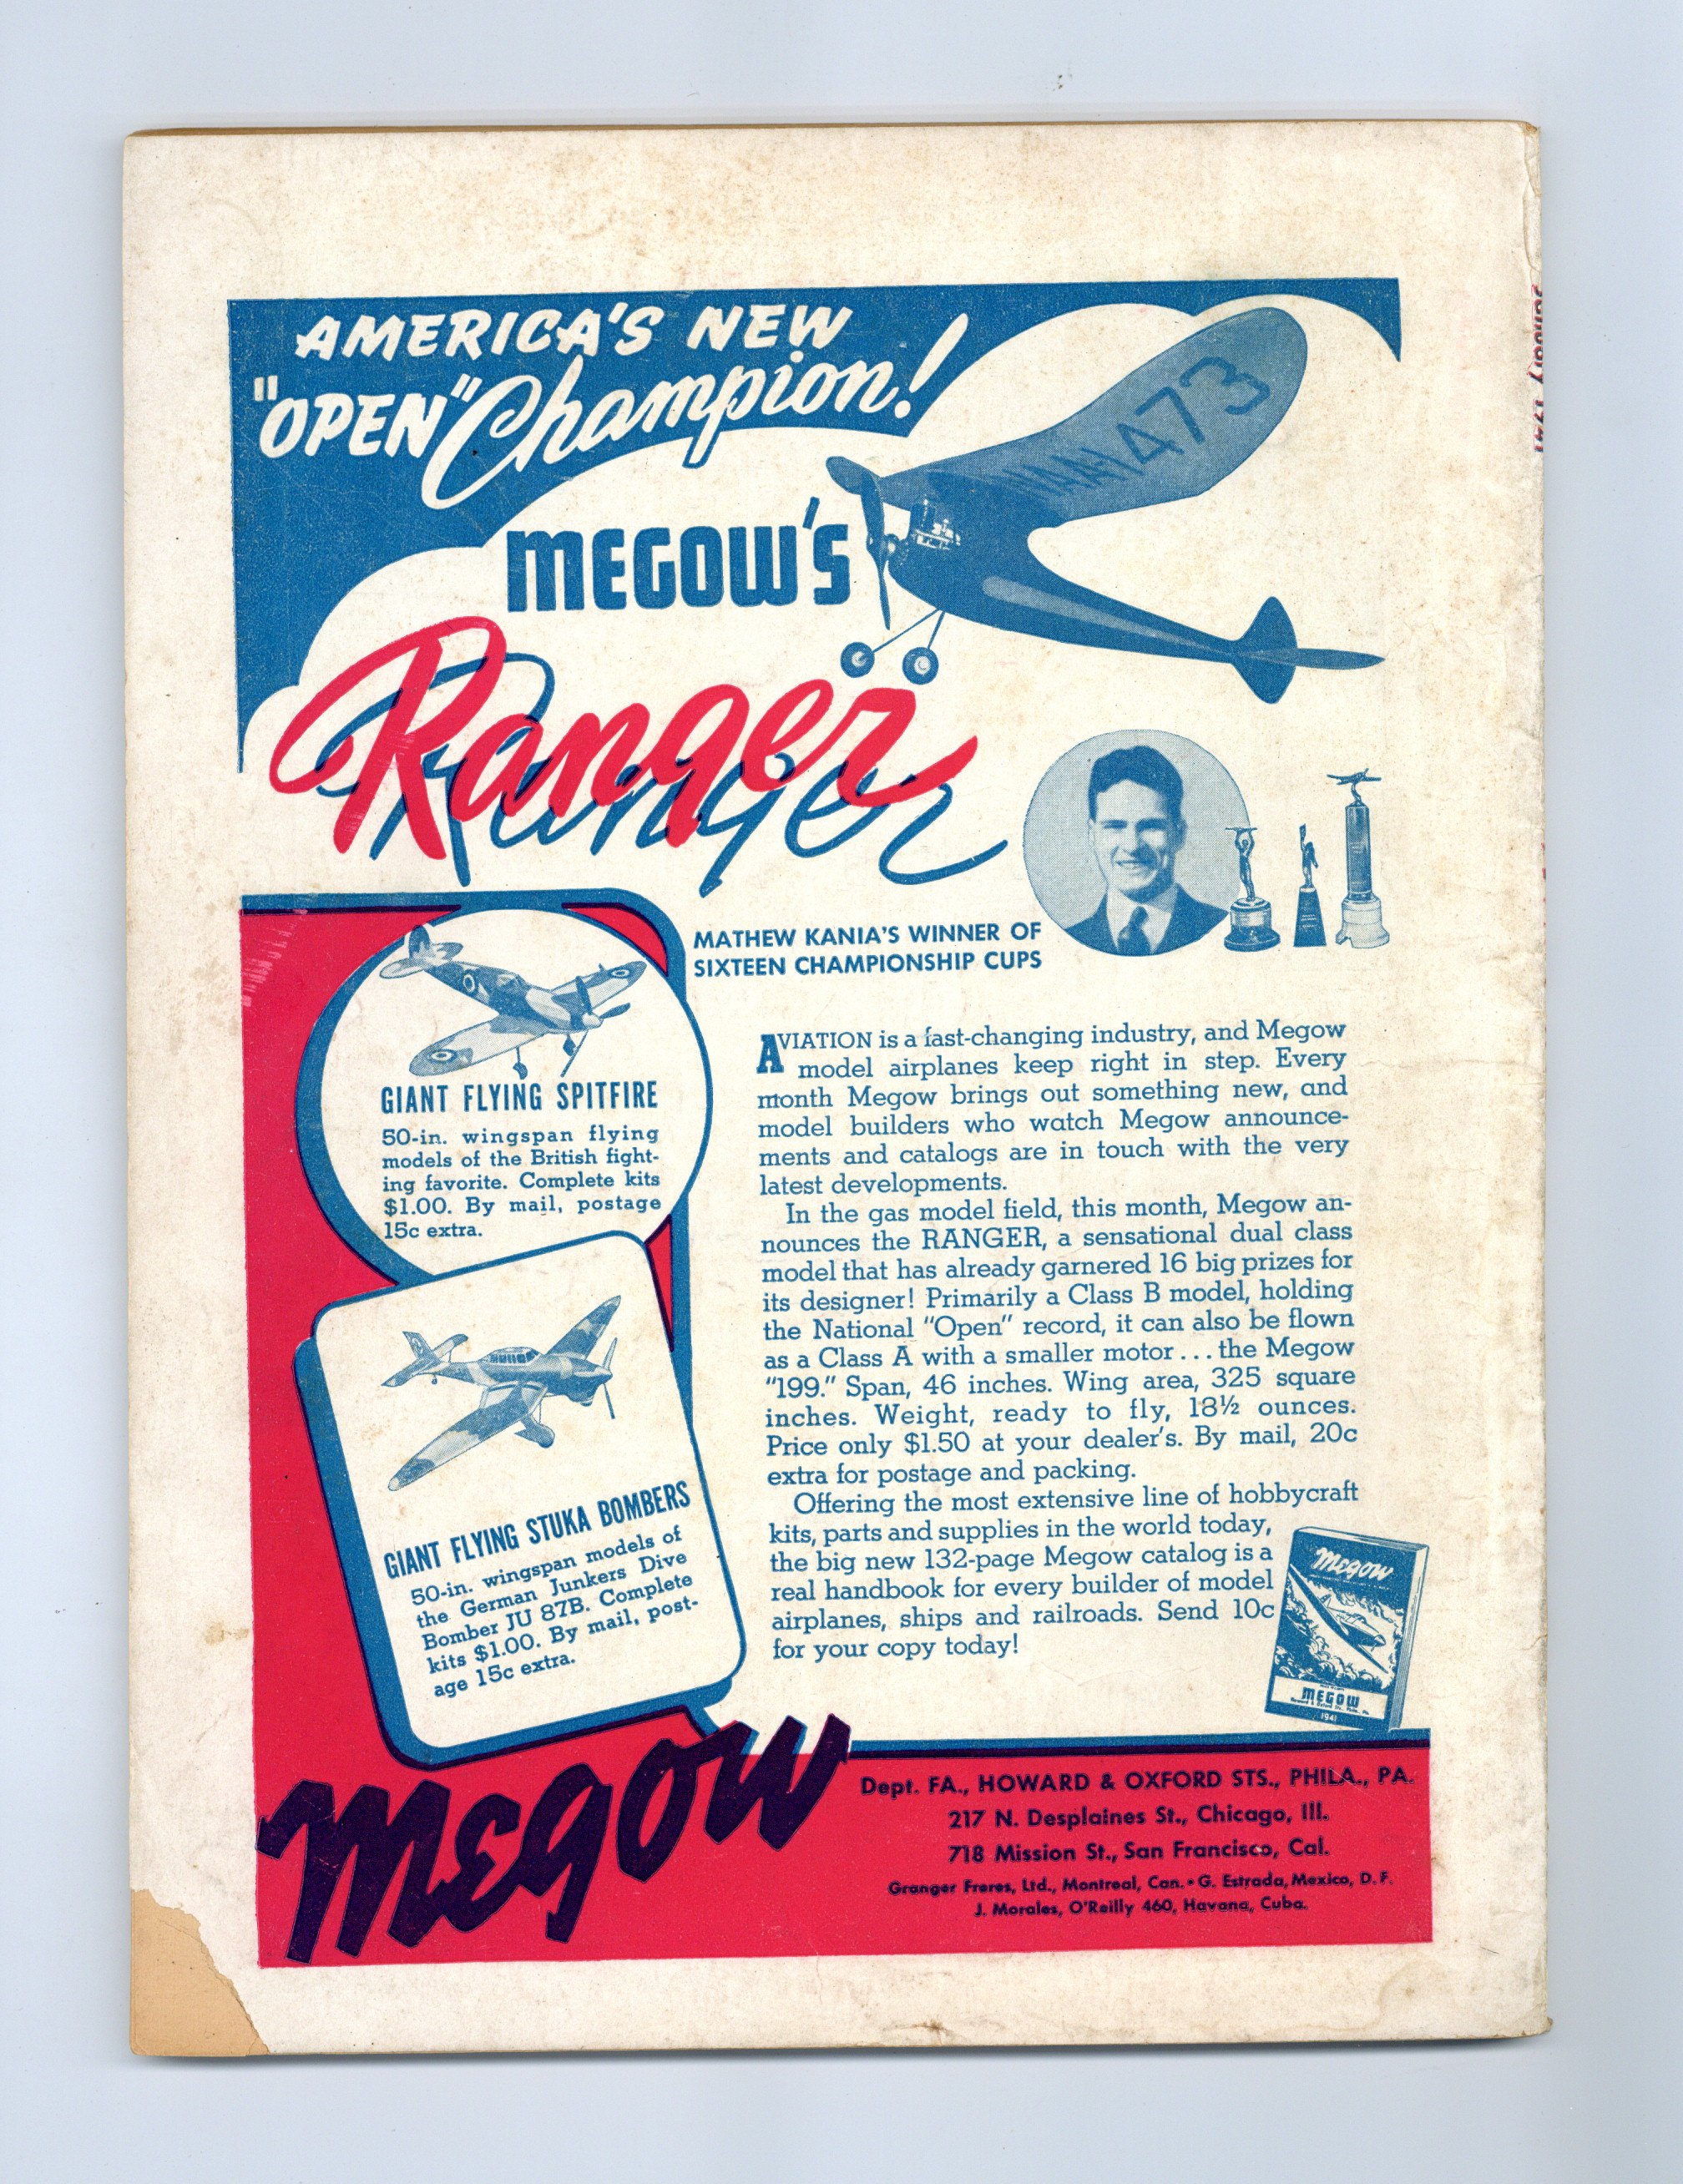 AMERICA'S NEW
"OPEN" Champion!
MEGOW'S
Ranger
NAA1473
MATHEW KANIA'S WINNER OF
SIXTEEN CHAMPIONSHIP CUPS
GIANT FLYING SPITFIRE
50-in. wingspan flying
models of the British fight-
ing favorite. Complete kits
$1.00. By mail, postage
15c extra.
GIANT FLYING STUKA BOMBERS
50-in. wingspan models of
the German Junkers Dive
Bomber JU 87B. Complete
kits $1.00. By mail, post-
age 15c extra.
AVIATION is a fast-changing industry, and Megow
model airplanes keep right in step. Every
month Megow brings out something new, and
model builders who watch Megow announce-
ments and catalogs are in touch with the very
latest developments.
In the gas model field, this month, Megow an-
nounces the RANGER, a sensational dual class
model that has already garnered 16 big prizes for
its designer! Primarily a Class B model, holding
the National "Open" record, it can also be flown
as a Class A with a smaller motor . . . the Megow
"199." Span, 46 inches. Wing area, 325 square
inches. Weight, ready to fly, 18½ ounces.
Price only $1.50 at your dealer's. By mail, 20c
extra for postage and packing.
Offering the most extensive line of hobbycraft
kits, parts and supplies in the world today,
the big new 132-page Megow catalog is a
real handbook for every builder of model
airplanes, ships and railroads. Send 10c
for your copy today!
Megow
MEGOW
1941
Megow
Dept. FA., HOWARD & OXFORD STS., PHILA., PA.
217 N. Desplaines St., Chicago, Ill.
718 Mission St., San Francisco, Cal.
Granger Freres, Ltd., Montreal, Can. • G. Estrada, Mexico, D. F.
J. Morales, O'Reilly 460, Havana, Cuba.
January 1941